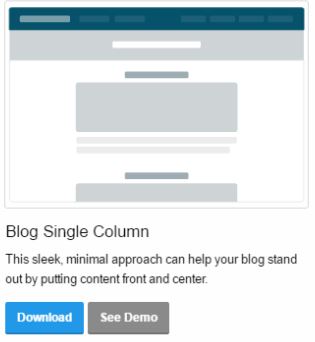 Blog Single Column
This sleek, minimal approach can help your blog stand
out by putting content front and center.
Download
See Demo